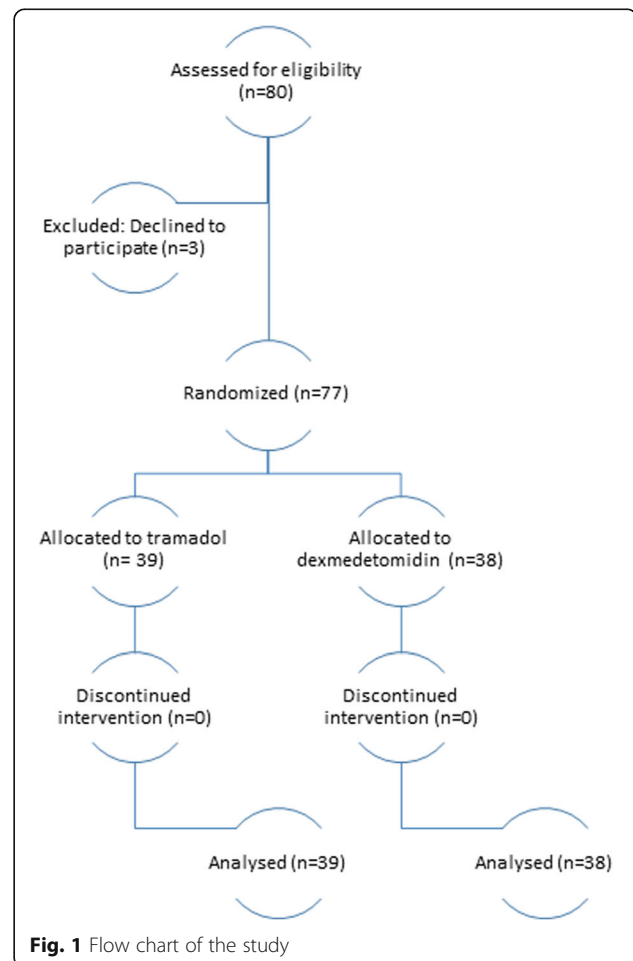 Assessed for eligibility
(n=80)
Excluded: Declined to
participate (n=3)
Randomized (n=77)
Allocated to tramadol
(n= 39)
Allocated to
dexmedetomidin (n=38)
Discontinued
intervention (n=0)
Discontinued
intervention (n=0)
Analysed (n=39)
Analysed (n=38)
Fig. 1 Flow chart of the study